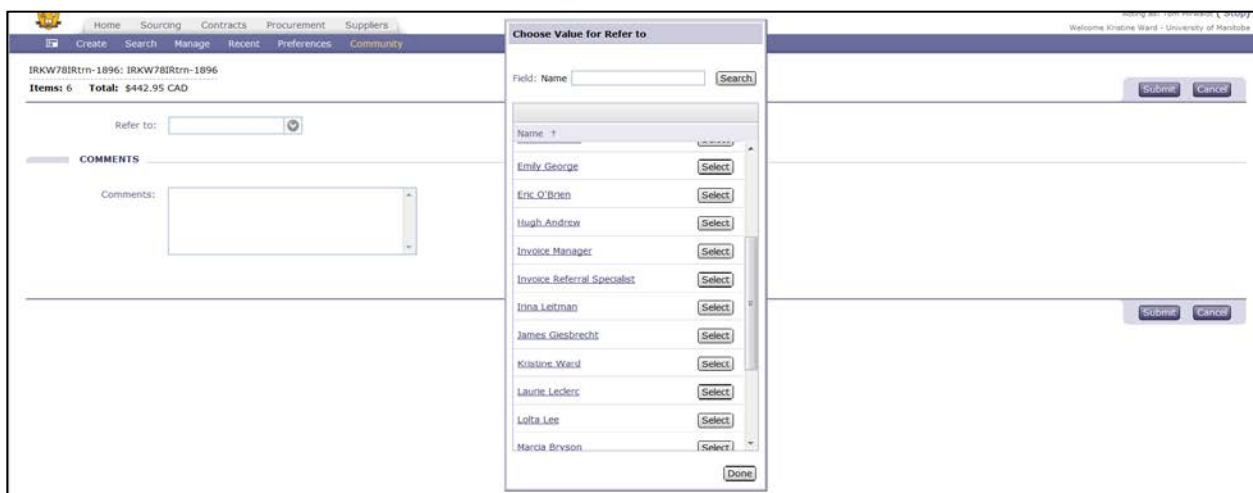 Home Sourcing Contracts Procurement Suppliers
Welcome Kristine Ward - University of Manitoba
Create Search Manage Recent Preferences Community
IRKW78IRtrn-1896: IRKW78IRtrn-1896
Items: 6 Total: $442.95 CAD
Submit Cancel
Refer to:
COMMENTS
Comments:
Submit Cancel
Choose Value for Refer to
Field: Name Search
Name ↑
Emily George Select
Eric O'Brien Select
Hugh Andrew Select
Invoice Manager Select
Invoice Referral Specialist Select
Irina Leitman Select
James Giesbrecht Select
Kristine Ward Select
Laurie Leclerc Select
Lolta Lee Select
Marcia Bryson Select
Done